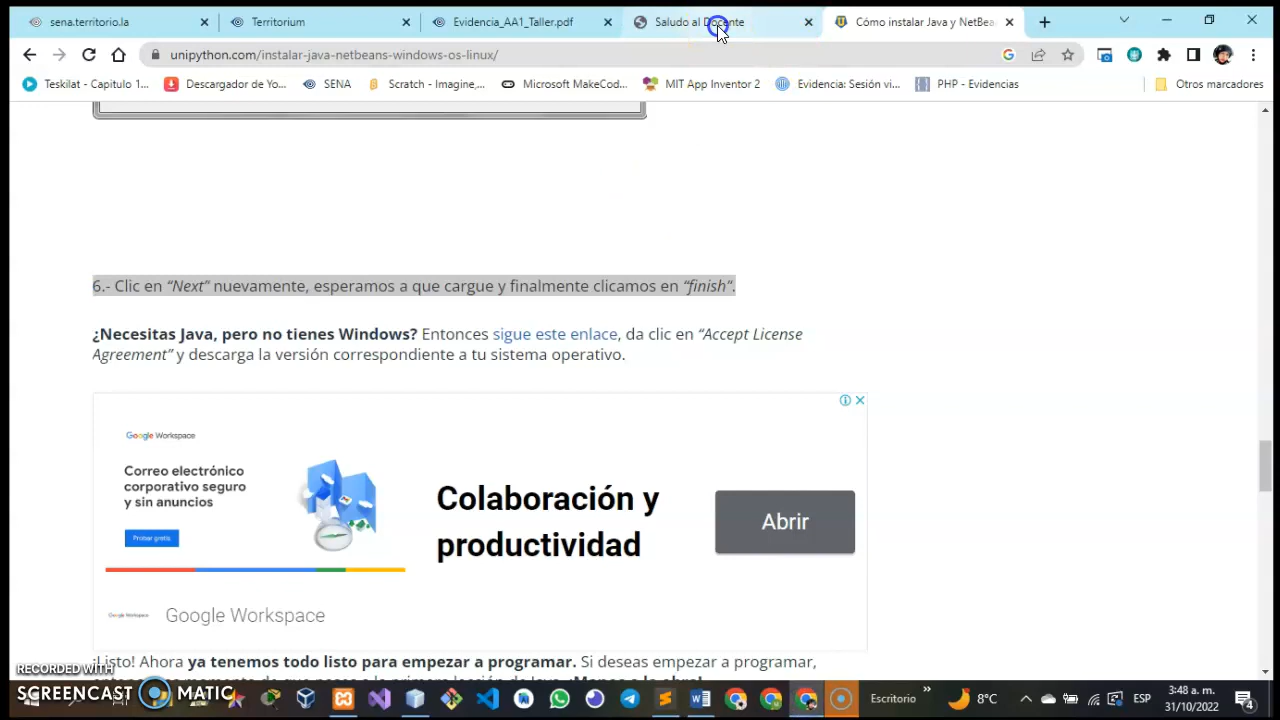 sena.territorio.la
Territorium
Evidencia_AA1_Taller.pdf
Saludo al Docente
Cómo instalar Java y NetBea
unipython.com/instalar-java-netbeans-windows-os-linux/
Teskilat - Capitulo 1...
Descargador de Yo...
SENA
Scratch - Imagine,...
Microsoft MakeCod...
MIT App Inventor 2
Evidencia: Sesión vi...
PHP - Evidencias
Otros marcadores
6.- Clic en “Next” nuevamente, esperamos a que cargue y finalmente clicamos en “finish”.
¿Necesitas Java, pero no tienes Windows? Entonces sigue este enlace, da clic en “Accept License
Agreement” y descarga la versión correspondiente a tu sistema operativo.
Google Workspace
Correo electrónico
corporativo seguro
y sin anuncios
Probar gratis
Colaboración y
productividad
Abrir
Google Workspace
Google Workspace
¡Listo! Ahora ya tenemos todo listo para empezar a programar. Si deseas empezar a programar,
RECORDED WITH
SCREENCAST MATIC
Escritorio
8°C
ESP
3:48 a. m.
31/10/2022
4